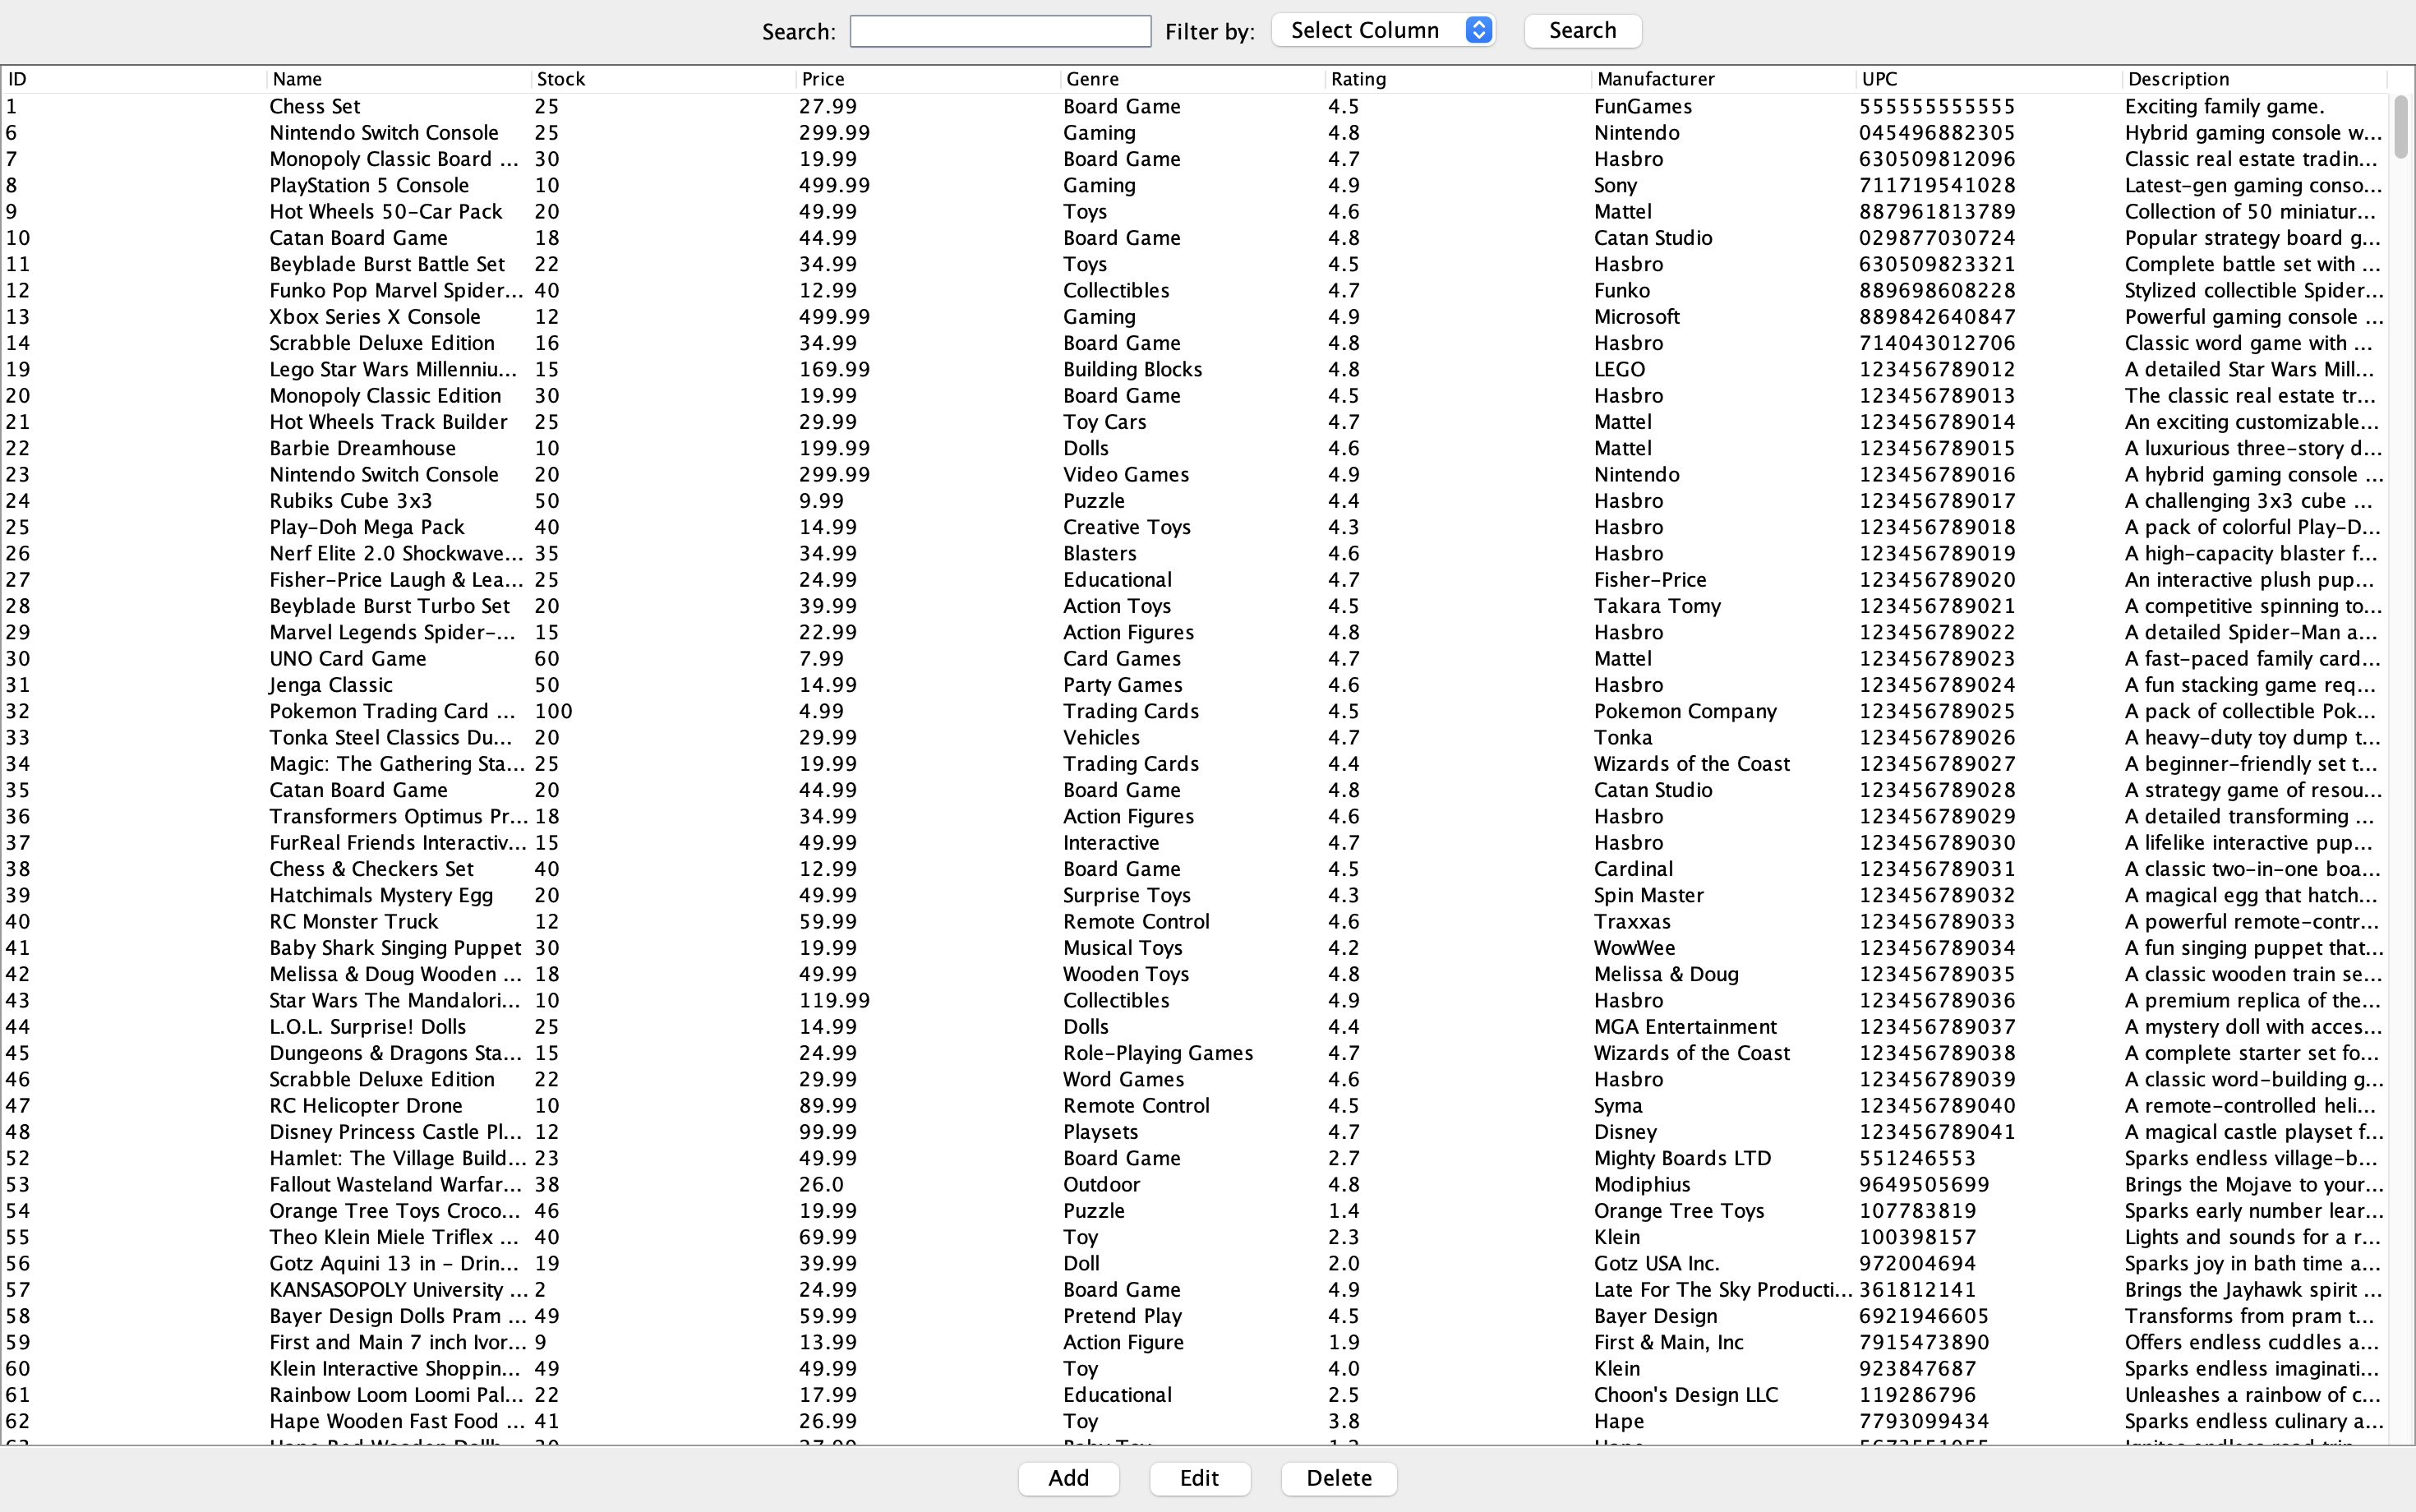 Search: Filter by: Select Column Search
ID Name Stock Price Genre Rating Manufacturer UPC Description
1 Chess Set 25 27.99 Board Game 4.5 FunGames 555555555555 Exciting family game.
6 Nintendo Switch Console 25 299.99 Gaming 4.8 Nintendo 045496882305 Hybrid gaming console w...
7 Monopoly Classic Board ... 30 19.99 Board Game 4.7 Hasbro 630509812096 Classic real estate tradin...
8 PlayStation 5 Console 10 499.99 Gaming 4.9 Sony 711719541028 Latest-gen gaming conso...
9 Hot Wheels 50-Car Pack 20 49.99 Toys 4.6 Mattel 887961813789 Collection of 50 miniatur...
10 Catan Board Game 18 44.99 Board Game 4.8 Catan Studio 029877030724 Popular strategy board g...
11 Beyblade Burst Battle Set 22 34.99 Toys 4.5 Hasbro 630509823321 Complete battle set with ...
12 Funko Pop Marvel Spider... 40 12.99 Collectibles 4.7 Funko 889698608228 Stylized collectible Spider...
13 Xbox Series X Console 12 499.99 Gaming 4.9 Microsoft 889842640847 Powerful gaming console ...
14 Scrabble Deluxe Edition 16 34.99 Board Game 4.8 Hasbro 714043012706 Classic word game with ...
19 Lego Star Wars Millenniu... 15 169.99 Building Blocks 4.8 LEGO 123456789012 A detailed Star Wars Mill...
20 Monopoly Classic Edition 30 19.99 Board Game 4.5 Hasbro 123456789013 The classic real estate tr...
21 Hot Wheels Track Builder 25 29.99 Toy Cars 4.7 Mattel 123456789014 An exciting customizable...
22 Barbie Dreamhouse 10 199.99 Dolls 4.6 Mattel 123456789015 A luxurious three-story d...
23 Nintendo Switch Console 20 299.99 Video Games 4.9 Nintendo 123456789016 A hybrid gaming console ...
24 Rubiks Cube 3x3 50 9.99 Puzzle 4.4 Hasbro 123456789017 A challenging 3x3 cube ...
25 Play-Doh Mega Pack 40 14.99 Creative Toys 4.3 Hasbro 123456789018 A pack of colorful Play-D...
26 Nerf Elite 2.0 Shockwave... 35 34.99 Blasters 4.6 Hasbro 123456789019 A high-capacity blaster f...
27 Fisher-Price Laugh & Lea... 25 24.99 Educational 4.7 Fisher-Price 123456789020 An interactive plush pup...
28 Beyblade Burst Turbo Set 20 39.99 Action Toys 4.5 Takara Tomy 123456789021 A competitive spinning to...
29 Marvel Legends Spider-... 15 22.99 Action Figures 4.8 Hasbro 123456789022 A detailed Spider-Man a...
30 UNO Card Game 60 7.99 Card Games 4.7 Mattel 123456789023 A fast-paced family card...
31 Jenga Classic 50 14.99 Party Games 4.6 Hasbro 123456789024 A fun stacking game req...
32 Pokemon Trading Card ... 100 4.99 Trading Cards 4.5 Pokemon Company 123456789025 A pack of collectible Pok...
33 Tonka Steel Classics Du... 20 29.99 Vehicles 4.7 Tonka 123456789026 A heavy-duty toy dump t...
34 Magic: The Gathering Sta... 25 19.99 Trading Cards 4.4 Wizards of the Coast 123456789027 A beginner-friendly set t...
35 Catan Board Game 20 44.99 Board Game 4.8 Catan Studio 123456789028 A strategy game of resou...
36 Transformers Optimus Pr... 18 34.99 Action Figures 4.6 Hasbro 123456789029 A detailed transforming ...
37 FurReal Friends Interactiv... 15 49.99 Interactive 4.7 Hasbro 123456789030 A lifelike interactive pup...
38 Chess & Checkers Set 40 12.99 Board Game 4.5 Cardinal 123456789031 A classic two-in-one boa...
39 Hatchimals Mystery Egg 20 49.99 Surprise Toys 4.3 Spin Master 123456789032 A magical egg that hatch...
40 RC Monster Truck 12 59.99 Remote Control 4.6 Traxxas 123456789033 A powerful remote-contr...
41 Baby Shark Singing Puppet 30 19.99 Musical Toys 4.2 WowWee 123456789034 A fun singing puppet that...
42 Melissa & Doug Wooden ... 18 49.99 Wooden Toys 4.8 Melissa & Doug 123456789035 A classic wooden train se...
43 Star Wars The Mandalori... 10 119.99 Collectibles 4.9 Hasbro 123456789036 A premium replica of the...
44 L.O.L. Surprise! Dolls 25 14.99 Dolls 4.4 MGA Entertainment 123456789037 A mystery doll with acces...
45 Dungeons & Dragons Sta... 15 24.99 Role-Playing Games 4.7 Wizards of the Coast 123456789038 A complete starter set fo...
46 Scrabble Deluxe Edition 22 29.99 Word Games 4.6 Hasbro 123456789039 A classic word-building g...
47 RC Helicopter Drone 10 89.99 Remote Control 4.5 Syma 123456789040 A remote-controlled heli...
48 Disney Princess Castle Pl... 12 99.99 Playsets 4.7 Disney 123456789041 A magical castle playset f...
52 Hamlet: The Village Build... 23 49.99 Board Game 2.7 Mighty Boards LTD 551246553 Sparks endless village-b...
53 Fallout Wasteland Warfar... 38 26.0 Outdoor 4.8 Modiphius 9649505699 Brings the Mojave to your...
54 Orange Tree Toys Croco... 46 19.99 Puzzle 1.4 Orange Tree Toys 107783819 Sparks early number lear...
55 Theo Klein Miele Triflex ... 40 69.99 Toy 2.3 Klein 100398157 Lights and sounds for a r...
56 Gotz Aquini 13 in - Drin... 19 39.99 Doll 2.0 Gotz USA Inc. 972004694 Sparks joy in bath time a...
57 KANSASOPOLY University ... 2 24.99 Board Game 4.9 Late For The Sky Producti... 361812141 Brings the Jayhawk spirit ...
58 Bayer Design Dolls Pram ... 49 59.99 Pretend Play 4.5 Bayer Design 6921946605 Transforms from pram t...
59 First and Main 7 inch Ivor... 9 13.99 Action Figure 1.9 First & Main, Inc 7915473890 Offers endless cuddles a...
60 Klein Interactive Shoppin... 49 49.99 Toy 4.0 Klein 923847687 Sparks endless imaginati...
61 Rainbow Loom Loomi Pal... 22 17.99 Educational 2.5 Choon's Design LLC 119286796 Unleashes a rainbow of c...
62 Hape Wooden Fast Food ... 41 26.99 Toy 3.8 Hape 7793099434 Sparks endless culinary a...
Add Edit Delete